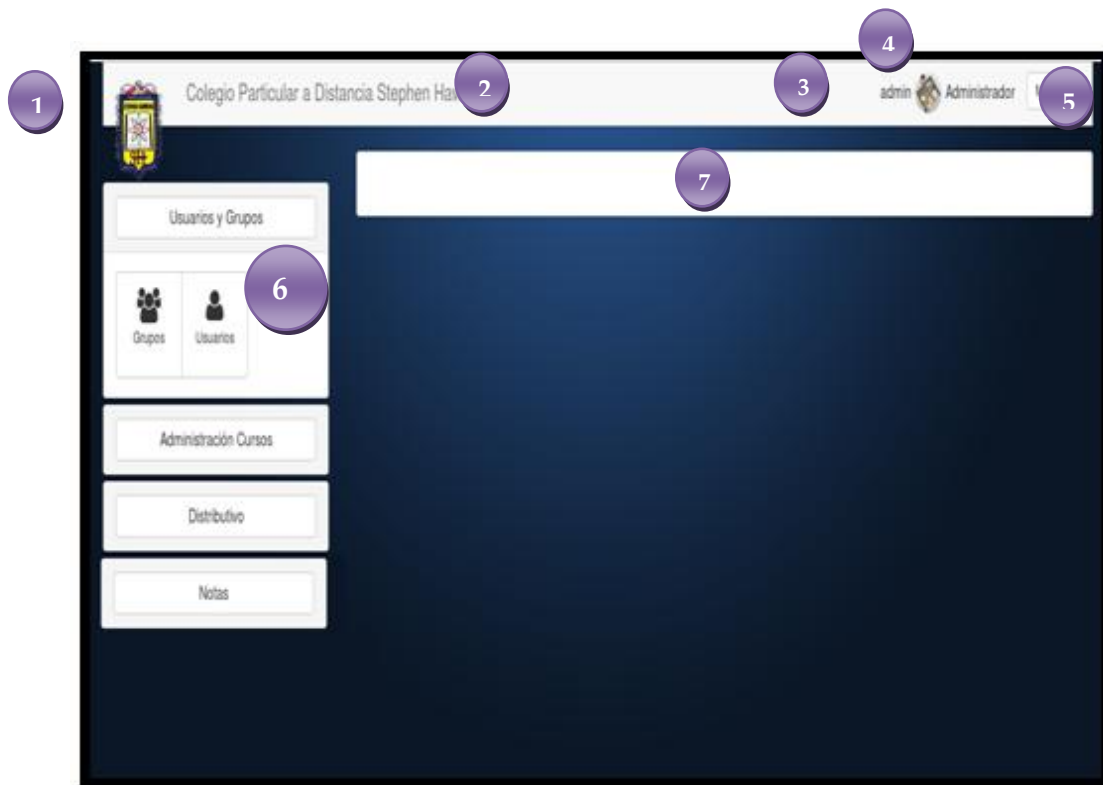 4
1
Colegio Particular a Distancia Stephen
2
3
admin Administrador
5
7
Usuarios y Grupos
6
Grupos Usuarios
Administración Cursos
Distributivo
Notas